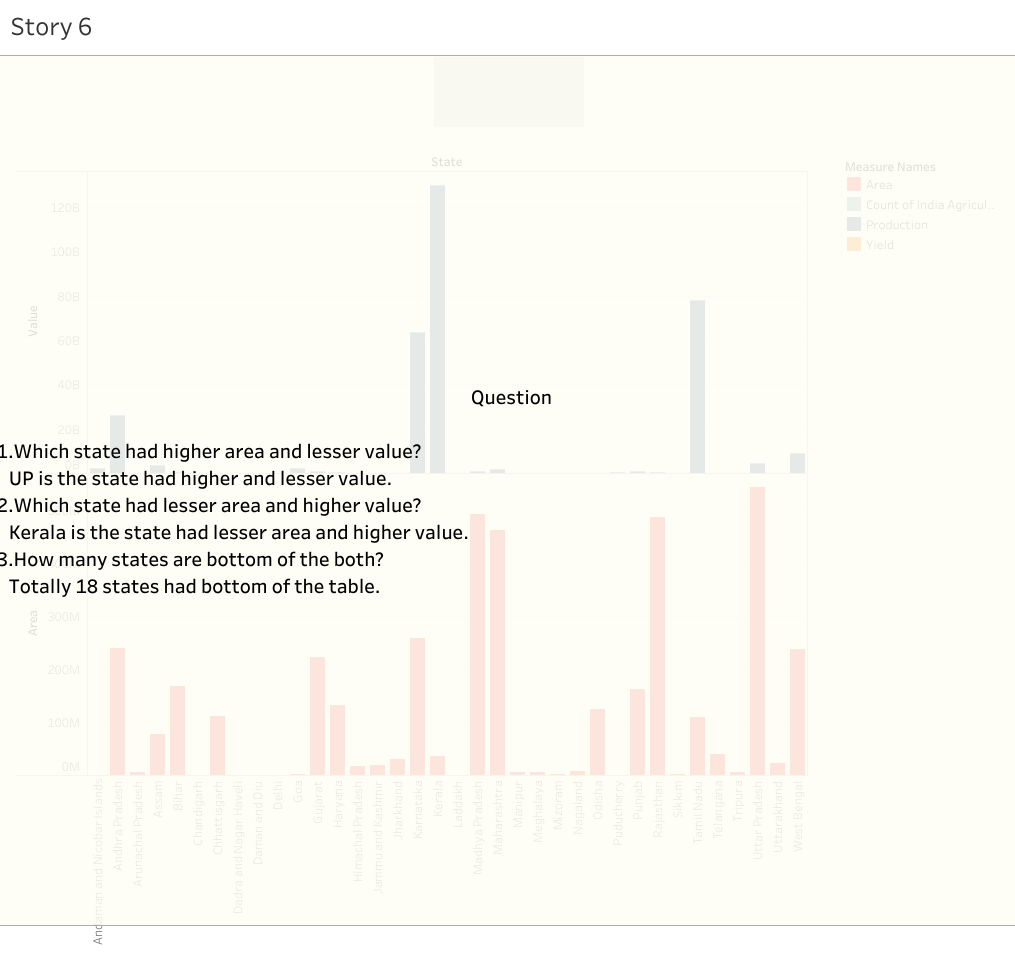 Story 6
State
Measure Names
Area
Count of India Agricul..
Production
Yield
Value
120B
100B
80B
60B
40B
20B
Question
1.Which state had higher area and lesser value?
UP is the state had higher and lesser value.
2.Which state had lesser area and higher value?
Kerala is the state had lesser area and higher value.
3.How many states are bottom of the both?
Totally 18 states had bottom of the table.
Area
300M
200M
100M
0M
Andaman and Nicobar Islands
Andhra Pradesh
Arunachal Pradesh
Assam
Bihar
Chandigarh
Chhattisgarh
Dadra and Nagar Haveli
Daman and Diu
Delhi
Goa
Gujarat
Haryana
Himachal Pradesh
Jammu and Kashmir
Jharkhand
Karnataka
Kerala
Laddakh
Madhya Pradesh
Maharashtra
Manipur
Meghalaya
Mizoram
Nagaland
Odisha
Puducherry
Punjab
Rajasthan
Sikkim
Tamil Nadu
Telangana
Tripura
Uttar Pradesh
Uttarakhand
West Bengal